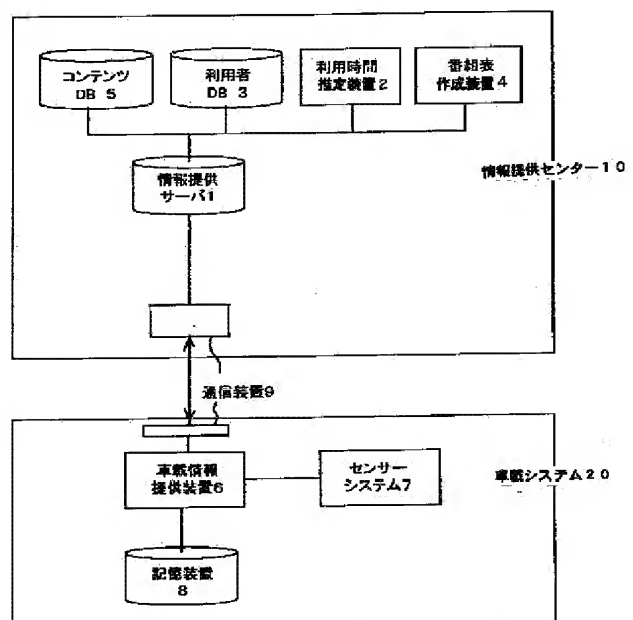 コンテンツ
DB 5
利用者
DB 3
利用時間
推定装置2
番組表
作成装置4
情報提供
サーバ1
情報提供センター10
通信装置9
車載情報
提供装置6
センサー
システム7
車載システム20
記憶装置
8